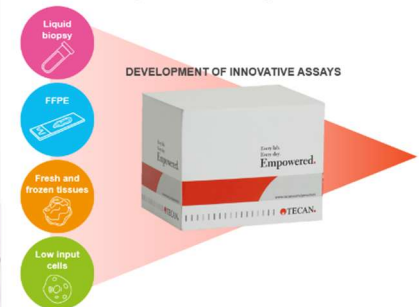 Liquid
biopsy
DEVELOPMENT OF INNOVATIVE ASSAYS
FFPE
Every lab.
Every day.
Empowered.
Fresh and
frozen tissues
TECAN.
Low input
cells